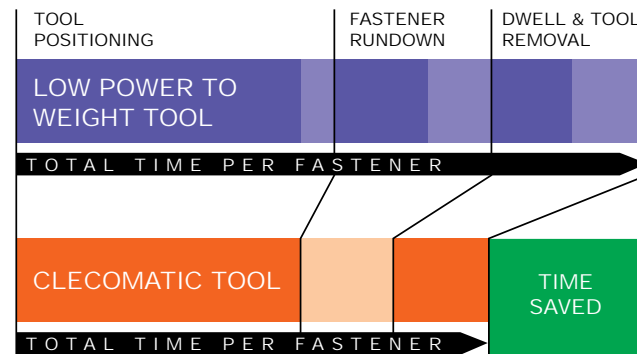 TOOL
POSITIONING
FASTENER
RUNDOWN
DWELL & TOOL
REMOVAL
LOW POWER TO
WEIGHT TOOL
TOTAL TIME PER FASTENER
CLECOMATIC TOOL
TIME
SAVED
TOTAL TIME PER FASTENER